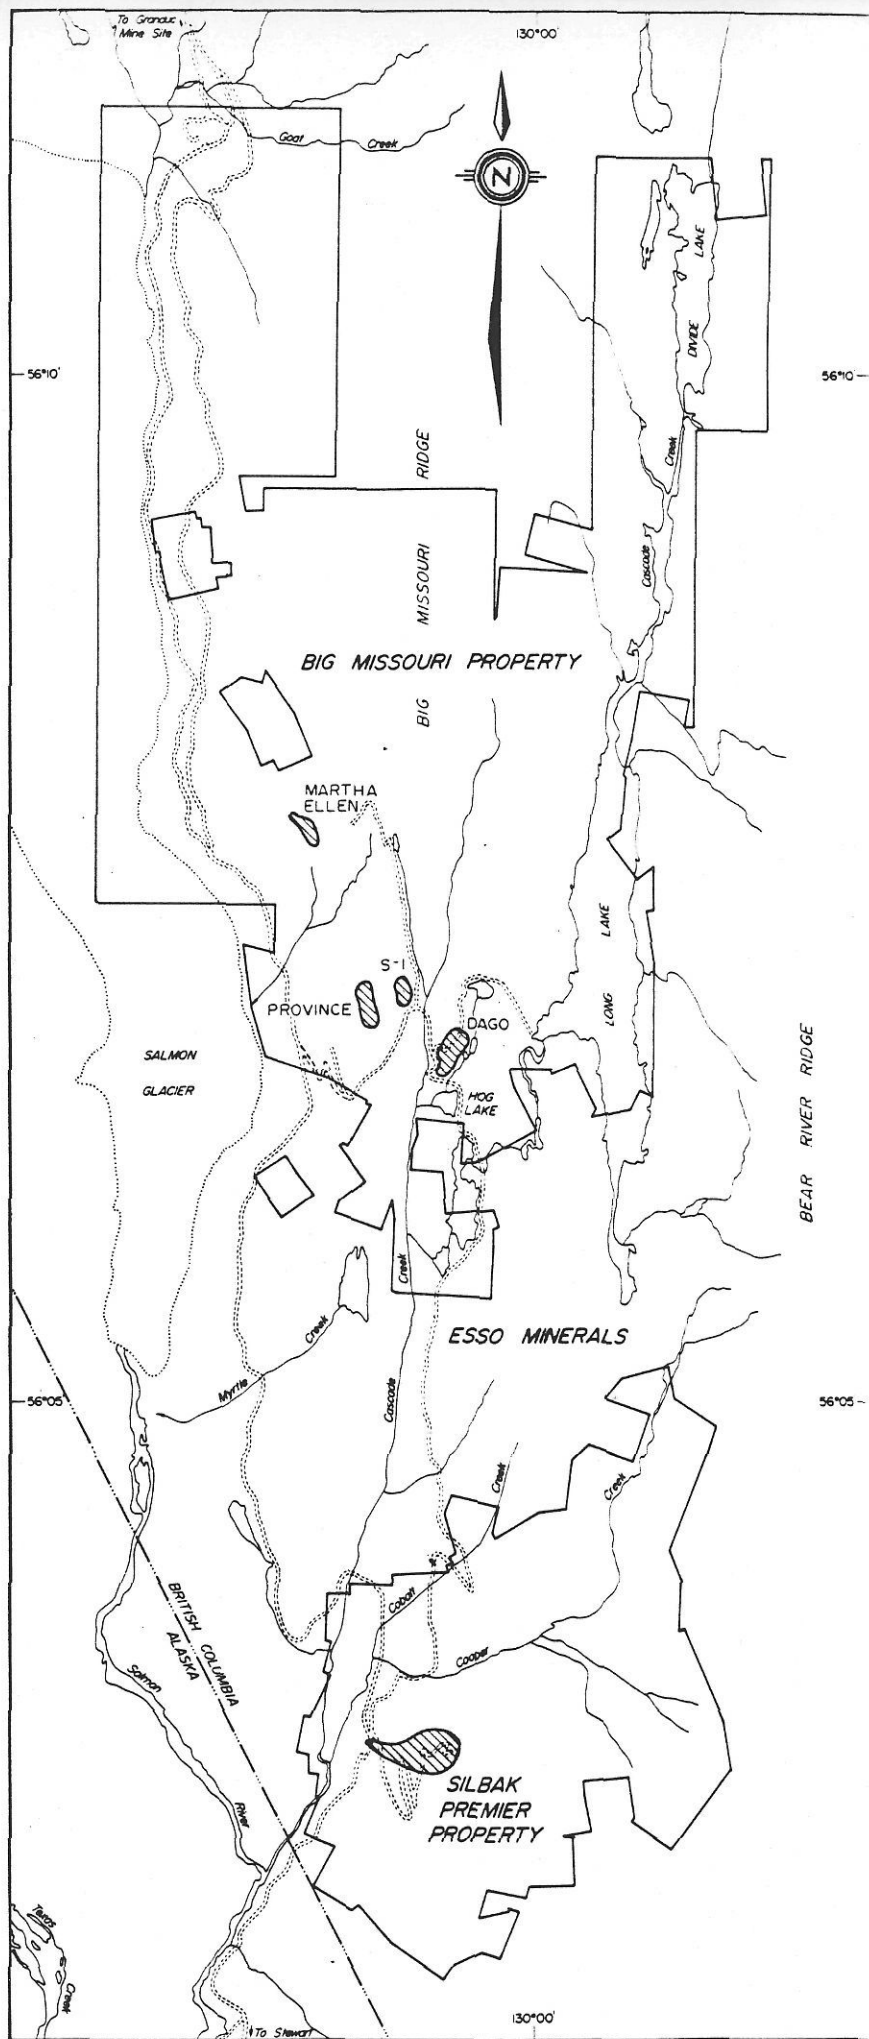 To Granduc
Mine Site
130°00'
Goat Creek
N
DIVIDE LAKE
56°10'
56°10'
BIG MISSOURI RIDGE
Creek
Cascade
BIG MISSOURI PROPERTY
MARTHA
ELLEN
LONG LAKE
S-1
PROVINCE
DAGO
SALMON
GLACIER
HOG
LAKE
BEAR RIVER RIDGE
Creek
Myrtle Creek
ESSO MINERALS
Cascade
56°05'
56°05'
Creek
Creek
Cobalt
Cooper
BRITISH COLUMBIA
ALASKA
Salmon
River
SILBAK
PREMIER
PROPERTY
Texas
Creek
To Stewart
130°00'